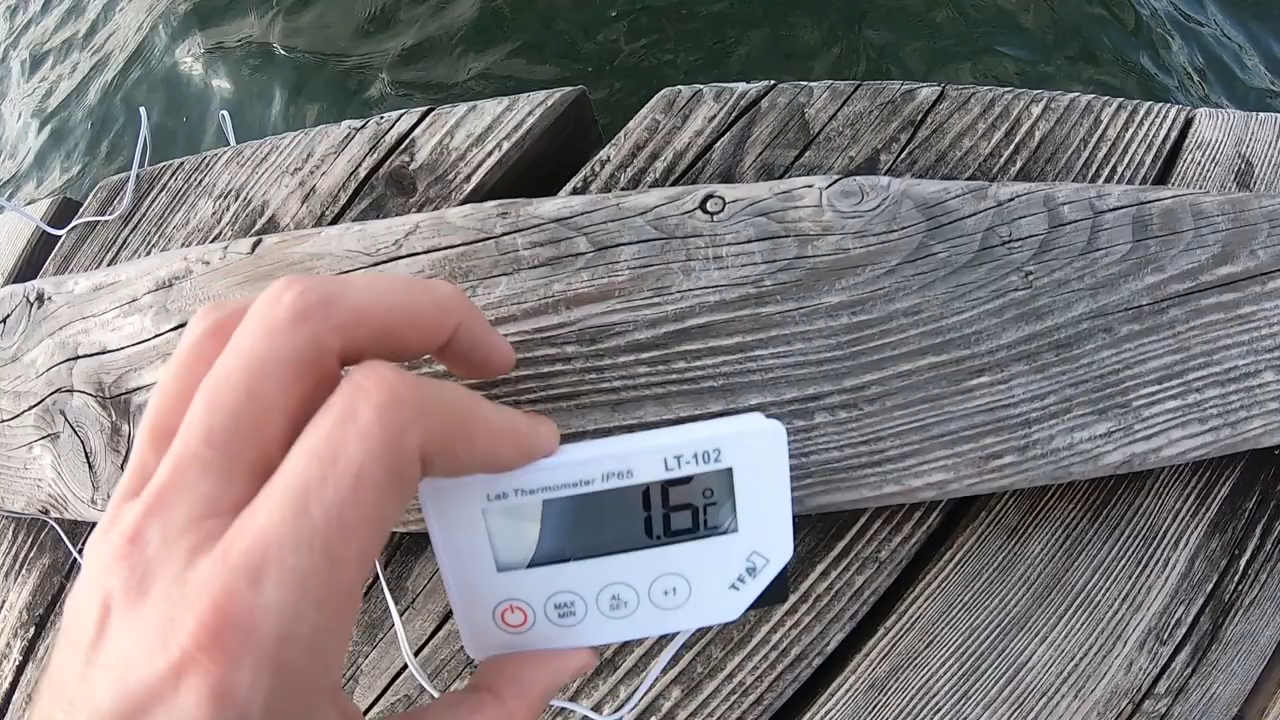 LT-102
Lab Thermometer IP65
1.6°C
MAX
MIN
AL
SET
+1
TFA